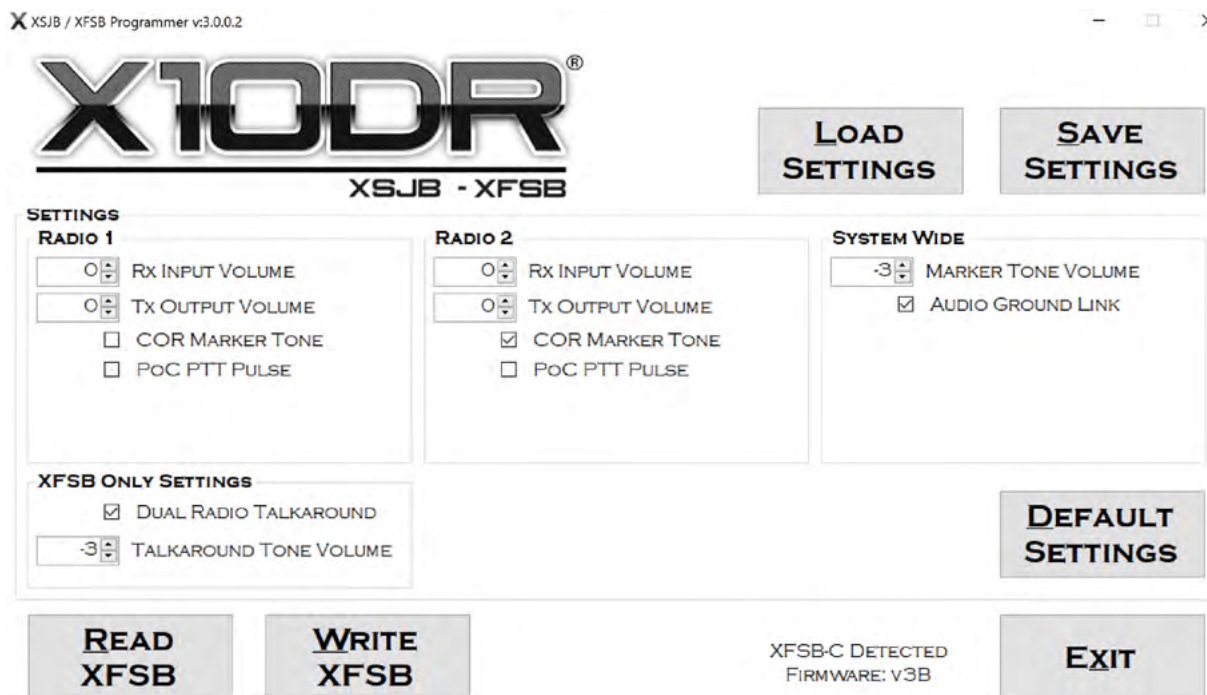 XSJB / XFSB Programmer v:3.0.0.2
X10DR®
XSJB - XFSB
LOAD
SETTINGS
SAVE
SETTINGS
SETTINGS
RADIO 1
0 RX INPUT VOLUME
0 TX OUTPUT VOLUME
COR MARKER TONE
POC PTT PULSE
RADIO 2
0 RX INPUT VOLUME
0 TX OUTPUT VOLUME
COR MARKER TONE
POC PTT PULSE
SYSTEM WIDE
-3 MARKER TONE VOLUME
AUDIO GROUND LINK
XFSB ONLY SETTINGS
DUAL RADIO TALKAROUND
-3 TALKAROUND TONE VOLUME
DEFAULT
SETTINGS
READ
XFSB
WRITE
XFSB
XFSB-C DETECTED
FIRMWARE: V3B
EXIT